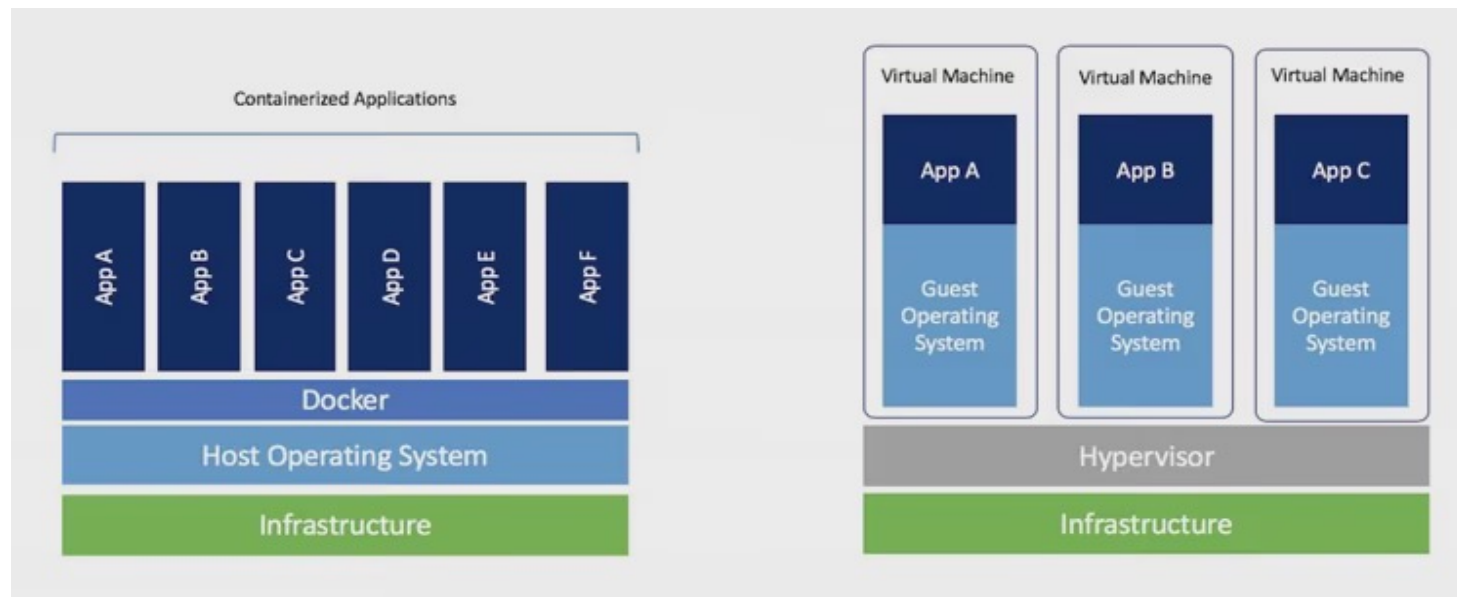 Containerized Applications
App A
App B
App C
App D
App E
App F
Docker
Host Operating System
Infrastructure
Virtual Machine
App A
Guest
Operating
System
Virtual Machine
App B
Guest
Operating
System
Virtual Machine
App C
Guest
Operating
System
Hypervisor
Infrastructure